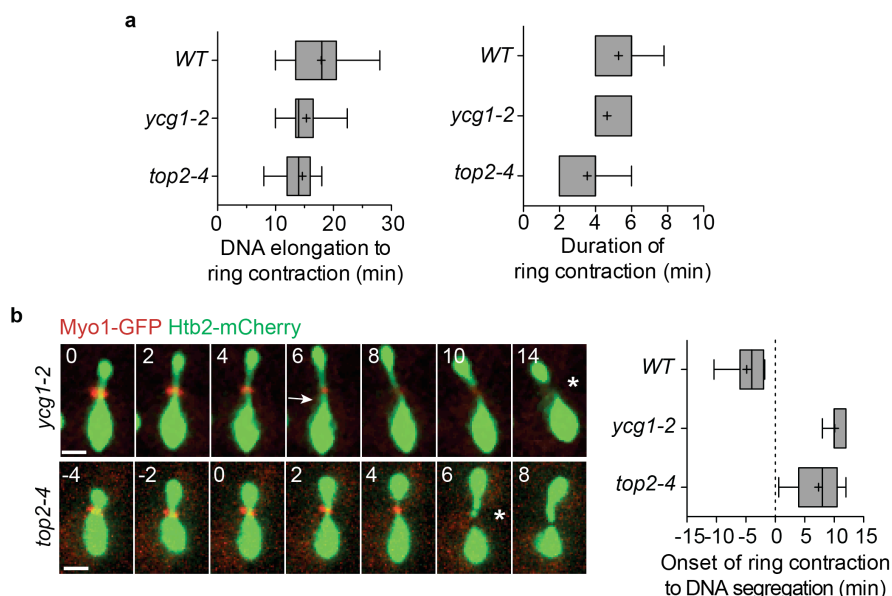 a
WT
ycg1-2
top2-4
0 10 20 30
DNA elongation to
ring contraction (min)
WT
ycg1-2
top2-4
0 2 4 6 8 10
Duration of
ring contraction (min)
b
Myo1-GFP Htb2-mCherry
ycg1-2
0 2 4 6 8 10 14
*
top2-4
-4 -2 0 2 4 6 8
*
WT
ycg1-2
top2-4
-15 -10 -5 0 5 10 15
Onset of ring contraction
to DNA segregation (min)